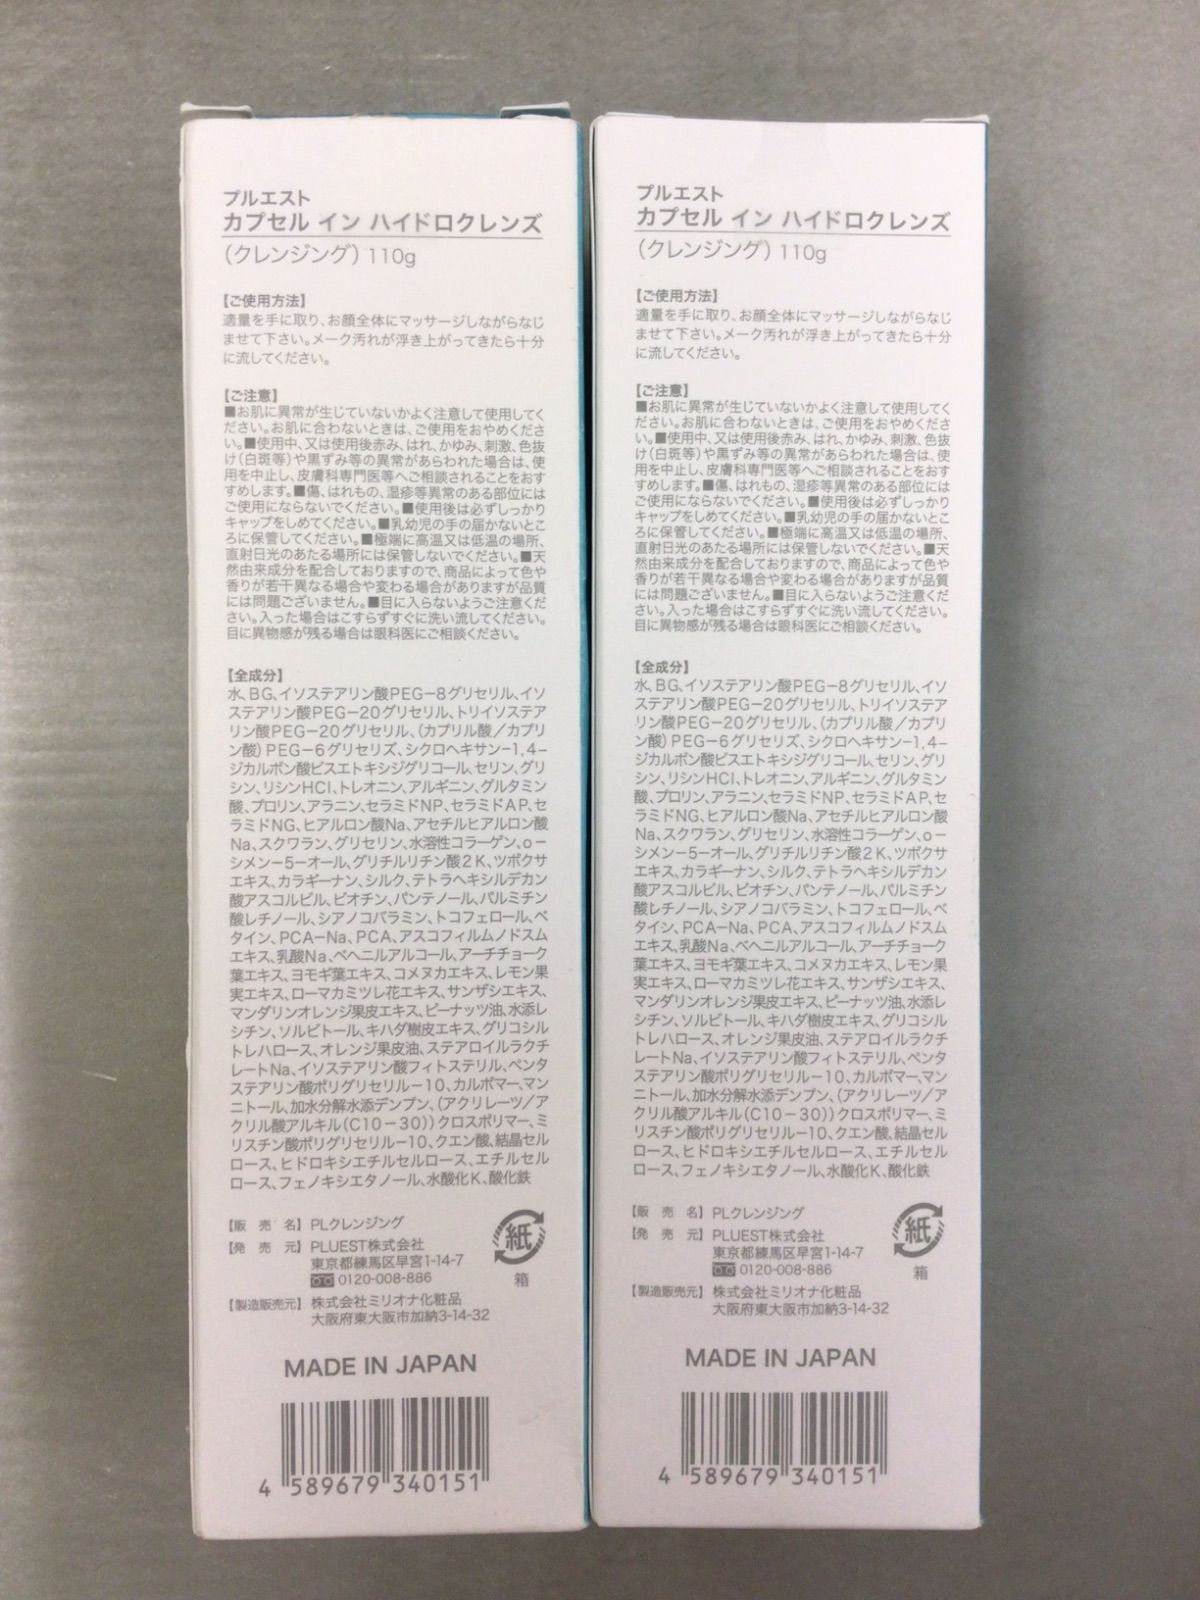 プルエスト
カプセル イン ハイドロクレンズ
（クレンジング）110g
【ご使用方法】
適量を手に取り、お顔全体にマッサージしながらなじ
ませて下さい。メーク汚れが浮き上がってきたら十分
に流してください。
【ご注意】
■お肌に異常が生じていないかよく注意して使用してく
ださい。お肌に合わないときは、ご使用をおやめくださ
い。■使用中、又は使用後赤み、はれ、かゆみ、刺激、色抜
け（白斑等）や黒ずみ等の異常があらわれた場合は、使
用を中止し、皮膚科専門医等へご相談されることをおす
すめします。■傷、はれもの、湿疹等異常のある部位には
ご使用にならないでください。■使用後は必ずしっかり
キャップをしめてください。■乳幼児の手の届かないとこ
ろに保管してください。■極端に高温又は低温の場所、
直射日光のあたる場所には保管しないでください。■天
然由来成分を配合しておりますので、商品によって色や
香りが若干異なる場合や変わる場合がありますが品質
には問題ございません。■目に入らないようご注意くだ
さい。入った場合はこすらずすぐに洗い流してください。
目に異物感が残る場合は眼科医にご相談ください。
【全成分】
水、BG、イソステアリン酸PEG−8グリセリル、イソ
ステアリン酸PEG−20グリセリル、トリイソステア
リン酸PEG−20グリセリル、（カプリル酸／カプリ
ン酸）PEG−6グリセリズ、シクロヘキサン−1,4−
ジカルボン酸ビスエトキシジグリコール、セリン、グリ
シン、リシンHCl、トレオニン、アルギニン、グルタミン
酸、プロリン、アラニン、セラミドNP、セラミドAP、セ
ラミドNG、ヒアルロン酸Na、アセチルヒアルロン酸
Na、スクワラン、グリセリン、水溶性コラーゲン、o−
シメン−5−オール、グリチルリチン酸2K、ツボクサ
エキス、カラギーナン、シルク、テトラヘキシルデカン
酸アスコルビル、ビオチン、パンテノール、パルミチン
酸レチノール、シアノコバラミン、トコフェロール、ベ
タイン、PCA−Na、PCA、アスコフィルムノドスム
エキス、乳酸Na、ベヘニルアルコール、アーチチョーク
葉エキス、ヨモギ葉エキス、コメヌカエキス、レモン果
実エキス、ローマカミツレ花エキス、サンザシエキス、
マンダリンオレンジ果皮エキス、ピーナッツ油、水添レ
シチン、ソルビトール、キハダ樹皮エキス、グリコシル
トレハロース、オレンジ果皮油、ステアロイルラクチ
レートNa、イソステアリン酸フィトステリル、ペンタ
ステアリン酸ポリグリセリル−10、カルボマー、マン
ニトール、加水分解水添デンプン、（アクリレーツ／ア
クリル酸アルキル（C10−30））クロスポリマー、ミ
リスチン酸ポリグリセリル−10、クエン酸、結晶セル
ロース、ヒドロキシエチルセルロース、エチルセル
ロース、フェノキシエタノール、水酸化K、酸化鉄
【販売名】PLクレンジング
【発売元】PLUEST株式会社
東京都練馬区早宮1-14-7
0120-008-886
【製造販売元】株式会社ミリオナ化粧品
大阪府東大阪市加納3-14-32
紙
箱
MADE IN JAPAN
4 589679 340151
プルエスト
カプセル イン ハイドロクレンズ
（クレンジング）110g
【ご使用方法】
適量を手に取り、お顔全体にマッサージしながらなじ
ませて下さい。メーク汚れが浮き上がってきたら十分
に流してください。
【ご注意】
■お肌に異常が生じていないかよく注意して使用してく
ださい。お肌に合わないときは、ご使用をおやめくださ
い。■使用中、又は使用後赤み、はれ、かゆみ、刺激、色抜
け（白斑等）や黒ずみ等の異常があらわれた場合は、使
用を中止し、皮膚科専門医等へご相談されることをおす
すめします。■傷、はれもの、湿疹等異常のある部位には
ご使用にならないでください。■使用後は必ずしっかり
キャップをしめてください。■乳幼児の手の届かないとこ
ろに保管してください。■極端に高温又は低温の場所、
直射日光のあたる場所には保管しないでください。■天
然由来成分を配合しておりますので、商品によって色や
香りが若干異なる場合や変わる場合がありますが品質
には問題ございません。■目に入らないようご注意くだ
さい。入った場合はこすらずすぐに洗い流してください。
目に異物感が残る場合は眼科医にご相談ください。
【全成分】
水、BG、イソステアリン酸PEG−8グリセリル、イソ
ステアリン酸PEG−20グリセリル、トリイソステア
リン酸PEG−20グリセリル、（カプリル酸／カプリ
ン酸）PEG−6グリセリズ、シクロヘキサン−1,4−
ジカルボン酸ビスエトキシジグリコール、セリン、グリ
シン、リシンHCl、トレオニン、アルギニン、グルタミン
酸、プロリン、アラニン、セラミドNP、セラミドAP、セ
ラミドNG、ヒアルロン酸Na、アセチルヒアルロン酸
Na、スクワラン、グリセリン、水溶性コラーゲン、o−
シメン−5−オール、グリチルリチン酸2K、ツボクサ
エキス、カラギーナン、シルク、テトラヘキシルデカン
酸アスコルビル、ビオチン、パンテノール、パルミチン
酸レチノール、シアノコバラミン、トコフェロール、ベ
タイン、PCA−Na、PCA、アスコフィルムノドスム
エキス、乳酸Na、ベヘニルアルコール、アーチチョーク
葉エキス、ヨモギ葉エキス、コメヌカエキス、レモン果
実エキス、ローマカミツレ花エキス、サンザシエキス、
マンダリンオレンジ果皮エキス、ピーナッツ油、水添レ
シチン、ソルビトール、キハダ樹皮エキス、グリコシル
トレハロース、オレンジ果皮油、ステアロイルラクチ
レートNa、イソステアリン酸フィトステリル、ペンタ
ステアリン酸ポリグリセリル−10、カルボマー、マン
ニトール、加水分解水添デンプン、（アクリレーツ／ア
クリル酸アルキル（C10−30））クロスポリマー、ミ
リスチン酸ポリグリセリル−10、クエン酸、結晶セル
ロース、ヒドロキシエチルセルロース、エチルセル
ロース、フェノキシエタノール、水酸化K、酸化鉄
【販売名】PLクレンジング
【発売元】PLUEST株式会社
東京都練馬区早宮1-14-7
0120-008-886
【製造販売元】株式会社ミリオナ化粧品
大阪府東大阪市加納3-14-32
紙
箱
MADE IN JAPAN
4 589679 340151